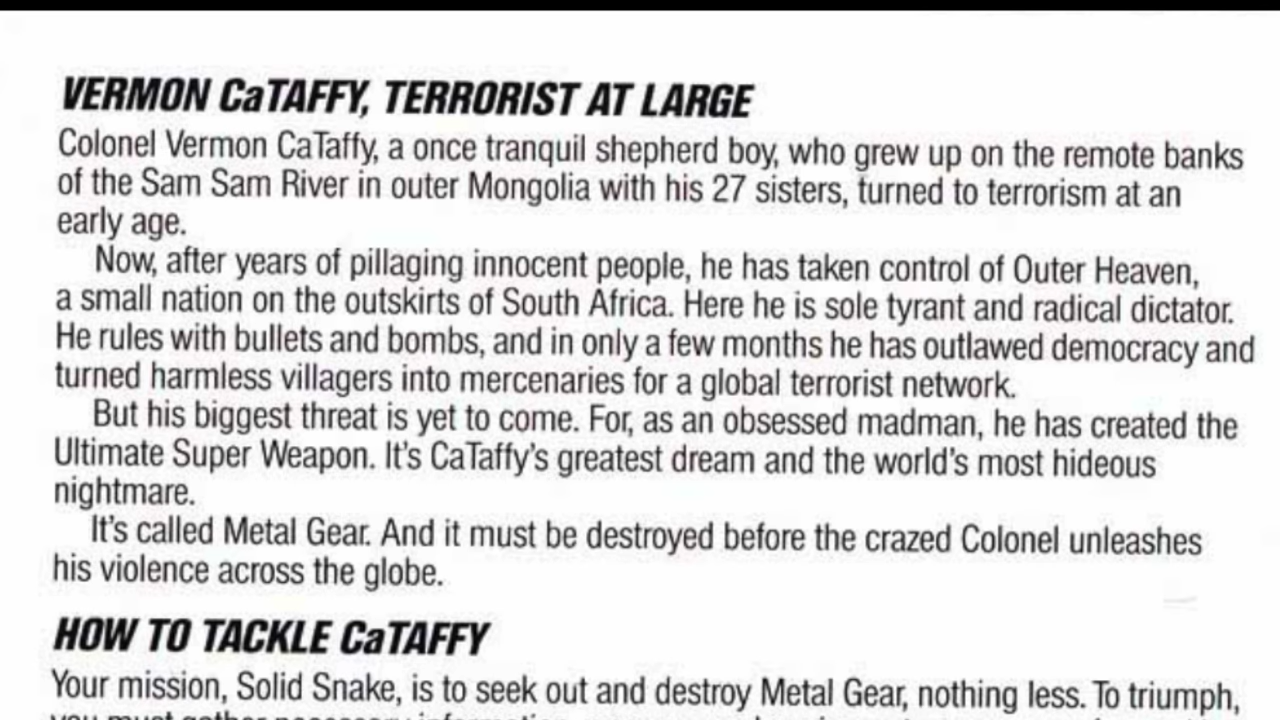 VERMON CaTAFFY, TERRORIST AT LARGE
Colonel Vermon CaTaffy, a once tranquil shepherd boy, who grew up on the remote banks
of the Sam Sam River in outer Mongolia with his 27 sisters, turned to terrorism at an
early age.
Now, after years of pillaging innocent people, he has taken control of Outer Heaven,
a small nation on the outskirts of South Africa. Here he is sole tyrant and radical dictator.
He rules with bullets and bombs, and in only a few months he has outlawed democracy and
turned harmless villagers into mercenaries for a global terrorist network.
But his biggest threat is yet to come. For, as an obsessed madman, he has created the
Ultimate Super Weapon. It's CaTaffy's greatest dream and the world's most hideous
nightmare.
It's called Metal Gear. And it must be destroyed before the crazed Colonel unleashes
his violence across the globe.
HOW TO TACKLE CaTAFFY
Your mission, Solid Snake, is to seek out and destroy Metal Gear, nothing less. To triumph,
you must gather necessary information,